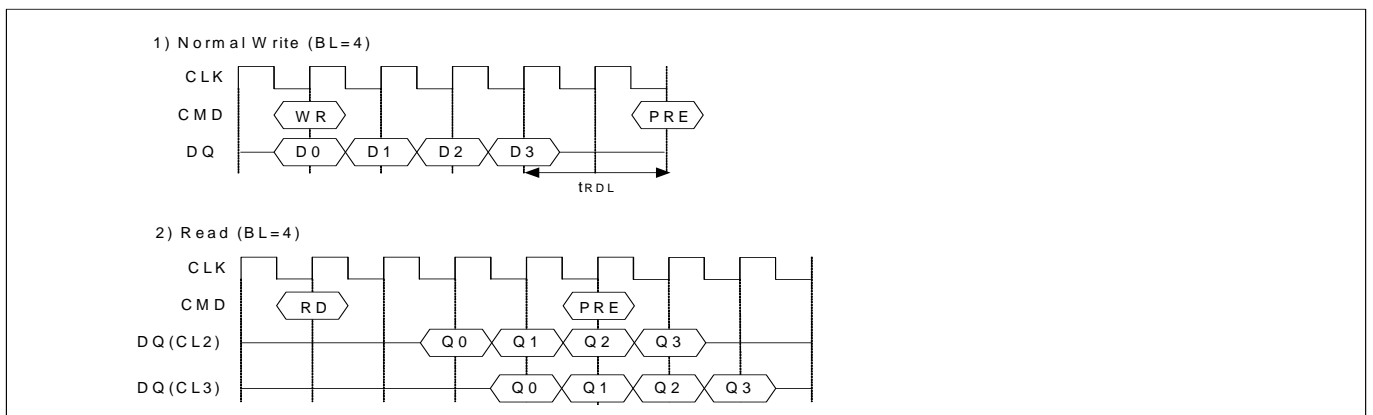 1) Normal Write (BL=4)
CLK
CMD WR PRE
DQ D0 D1 D2 D3
tRDL
2) Read (BL=4)
CLK
CMD RD PRE
DQ(CL2) Q0 Q1 Q2 Q3
DQ(CL3) Q0 Q1 Q2 Q3